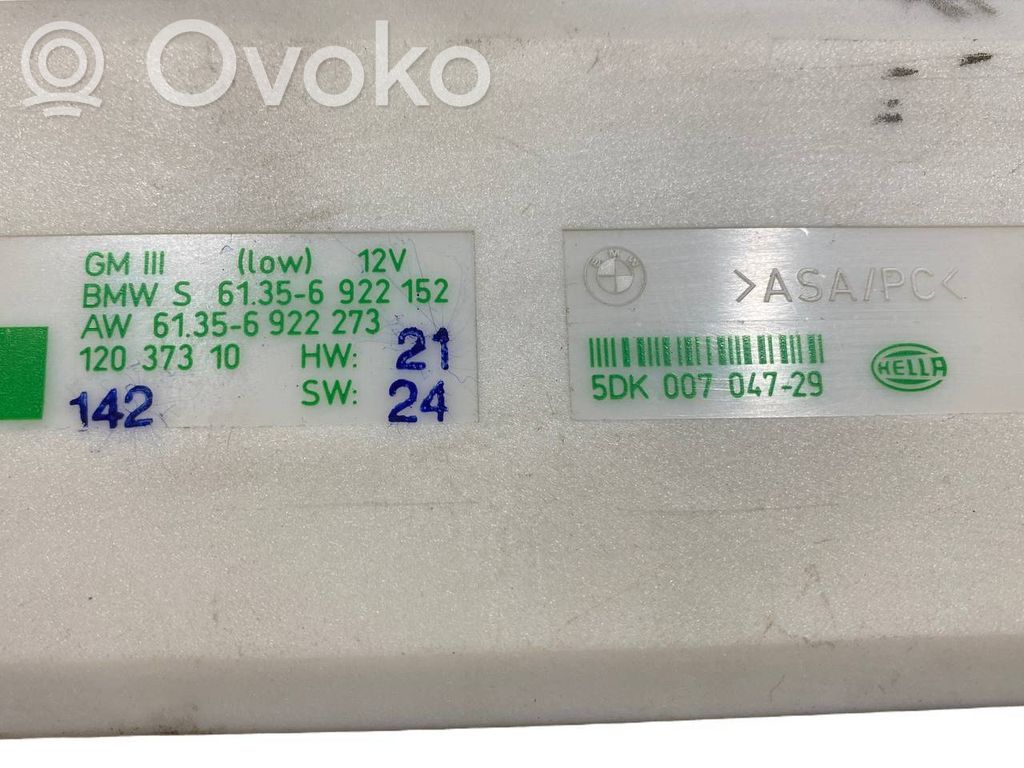 Ovoko
GM III (low) 12V
BMW S 61.35-6 922 152
AW 61.35-6 922 273
120 373 10 HW: 21
SW: 24
142
BMW
>ASA/PC<
5DK 007 047-29
HELLA